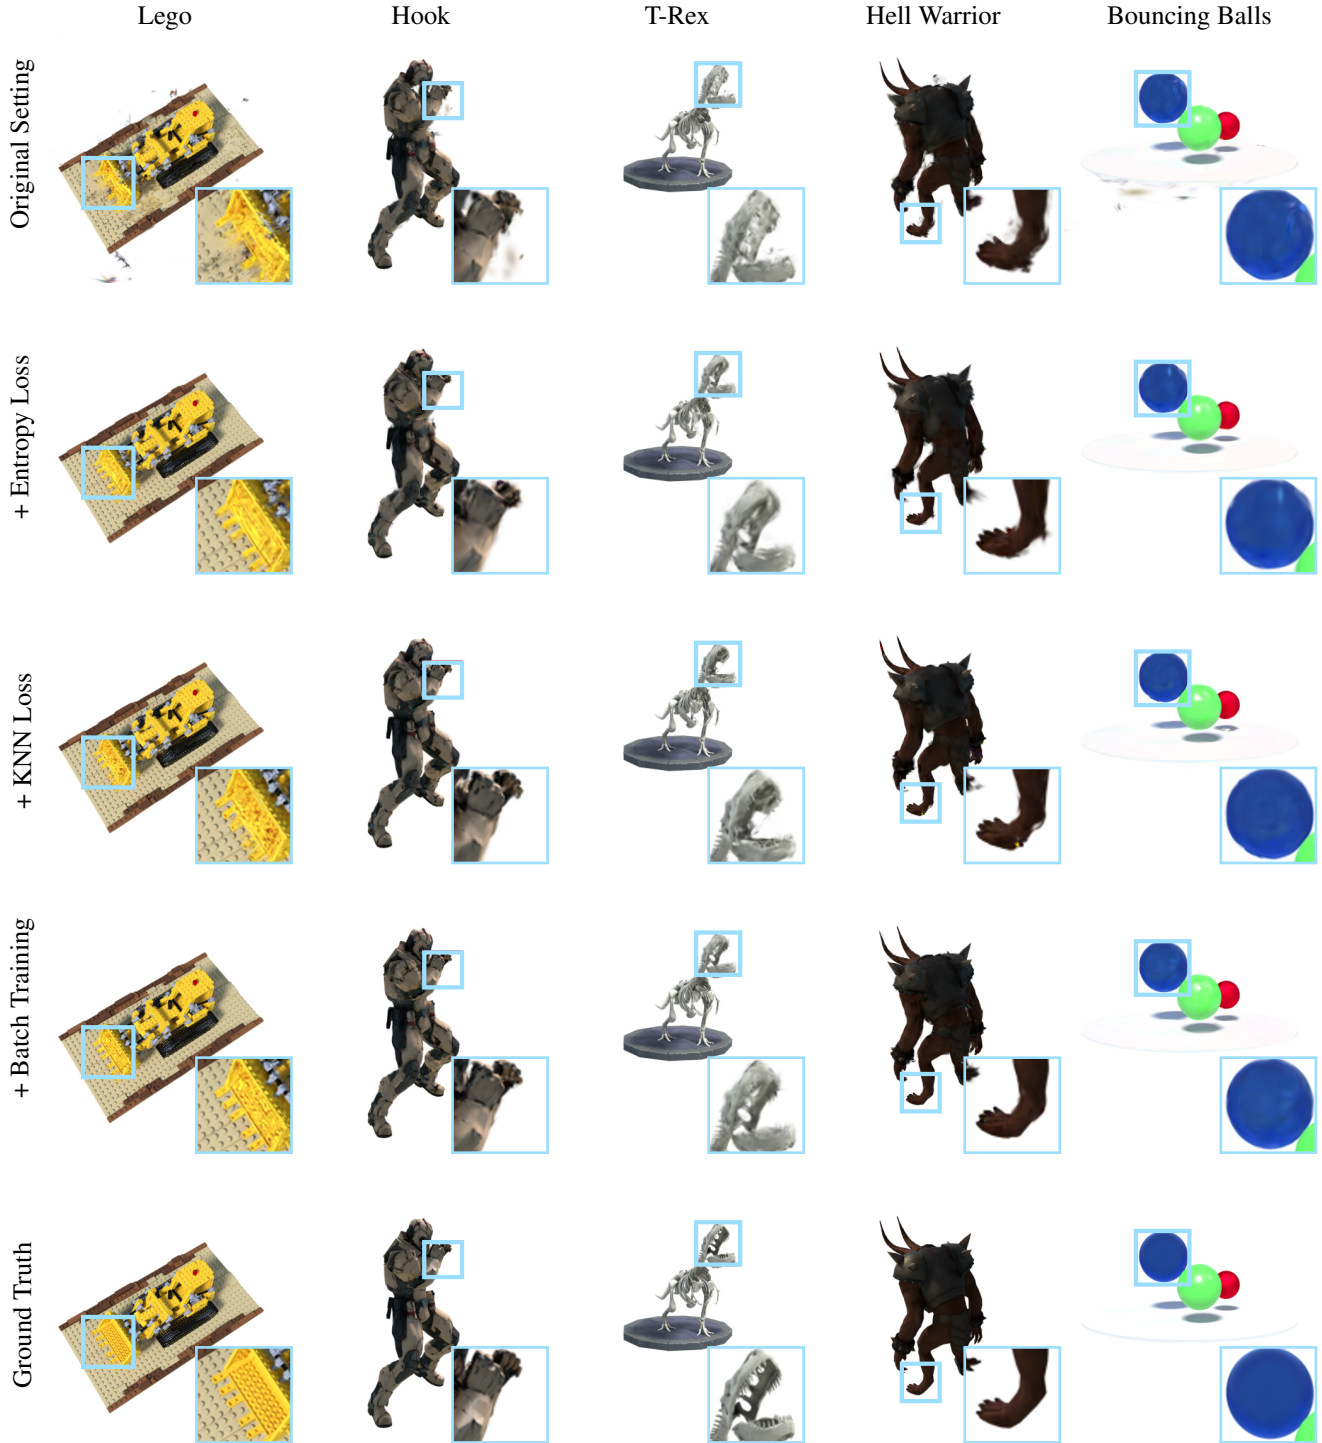 Lego
Hook
T-Rex
Hell Warrior
Bouncing Balls
Original Setting
+ Entropy Loss
+ KNN Loss
+ Batch Training
Ground Truth